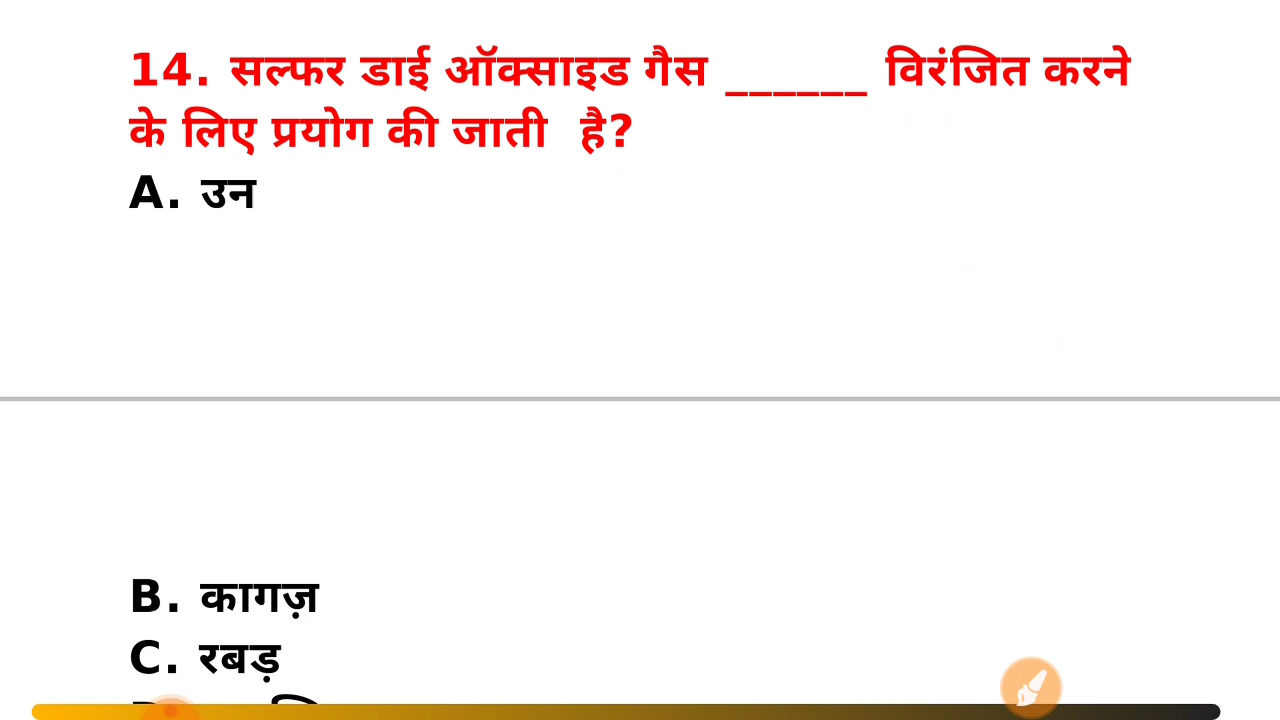 14. सल्फर डाई ऑक्साइड गैस ______ विरंजित करने
के लिए प्रयोग की जाती  है?
A. उन
B. कागज़
C. रबड़